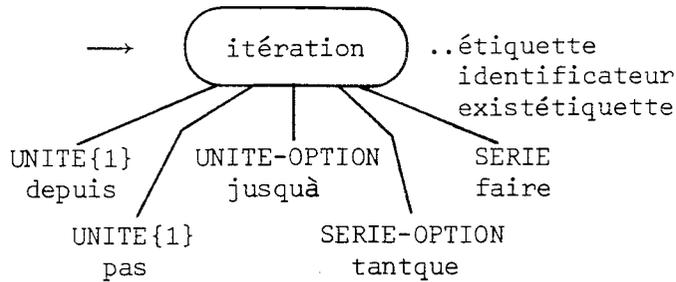 itération ..étiquette
identificateur
existétiquette
UNITE{1} UNITE-OPTION SERIE
depuis jusquà faire
UNITE{1} SERIE-OPTION
pas tantque